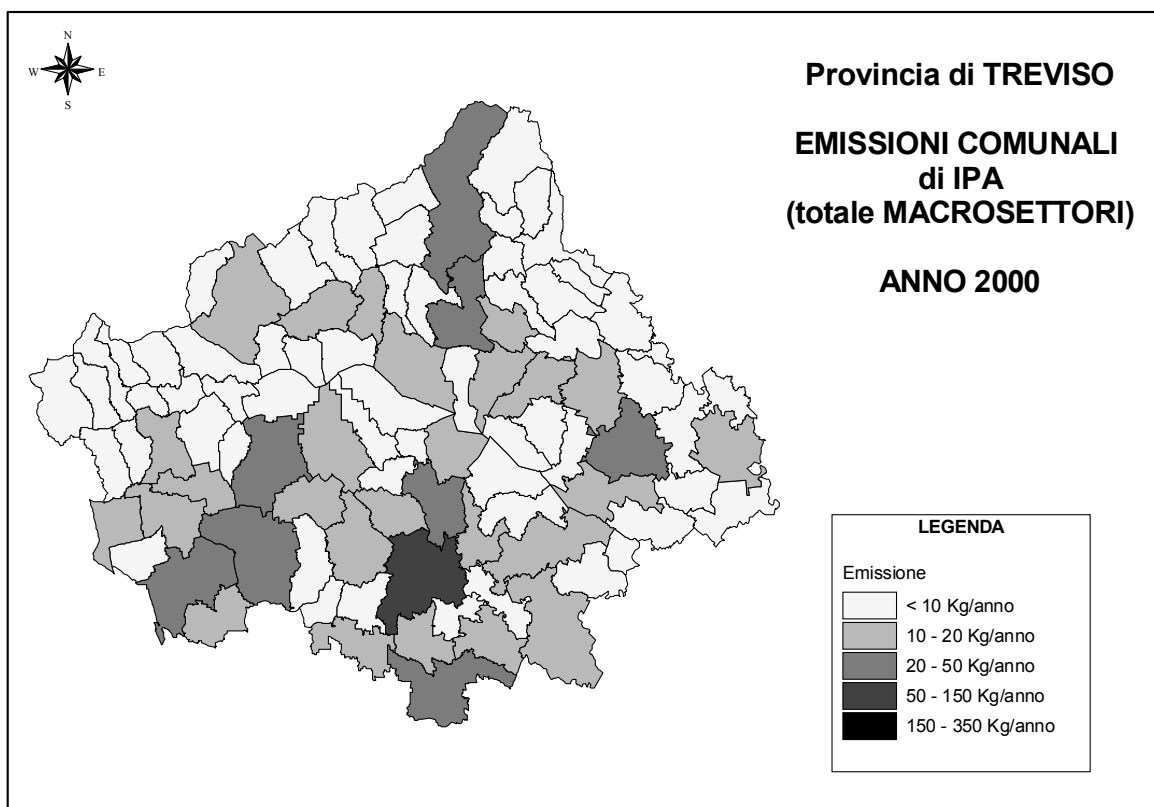 N
W E
S
Provincia di TREVISO
EMISSIONI COMUNALI
di IPA
(totale MACROSETTORI)
ANNO 2000
LEGENDA
Emissione
< 10 Kg/anno
10 - 20 Kg/anno
20 - 50 Kg/anno
50 - 150 Kg/anno
150 - 350 Kg/anno